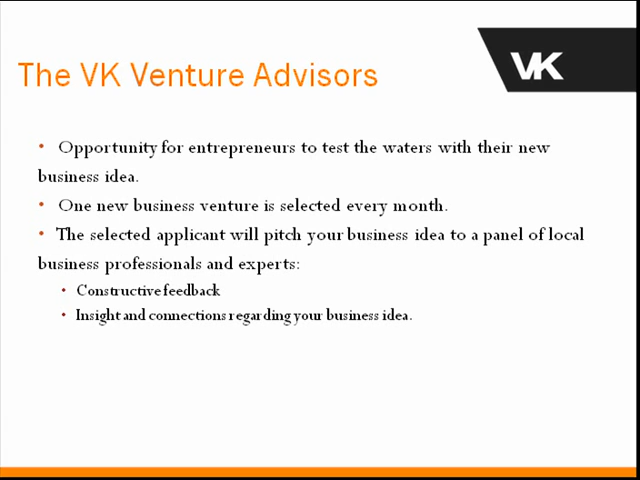 The VK Venture Advisors
VK
• Opportunity for entrepreneurs to test the waters with their new
business idea.
• One new business venture is selected every month.
• The selected applicant will pitch your business idea to a panel of local
business professionals and experts:
• Constructive feedback
• Insight and connections regarding your business idea.